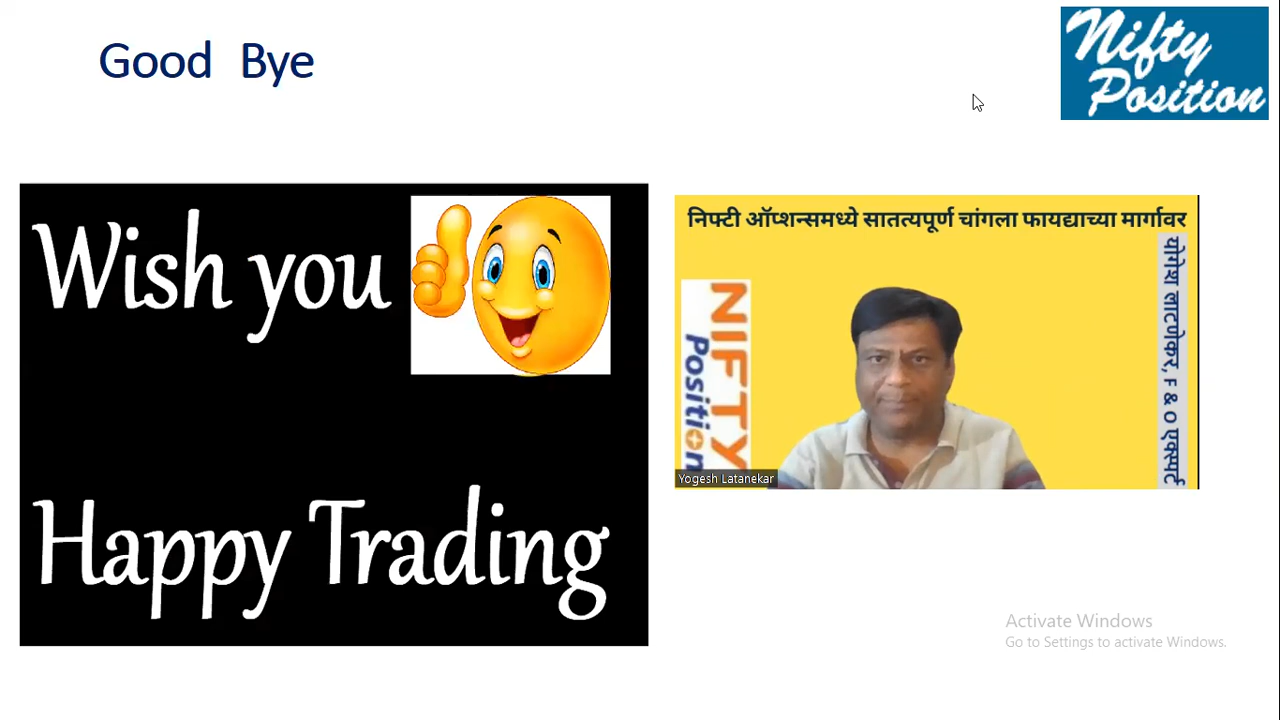 Good Bye
Nifty
Position
Wish you
Happy Trading
निफ्टी ऑप्शन्समध्ये सातत्यपूर्ण चांगला फायद्याच्या मार्गावर
NIFTY
Position
योगेश लाटणेकर, F & O एक्स्पर्ट
Yogesh Latanekar
Activate Windows
Go to Settings to activate Windows.